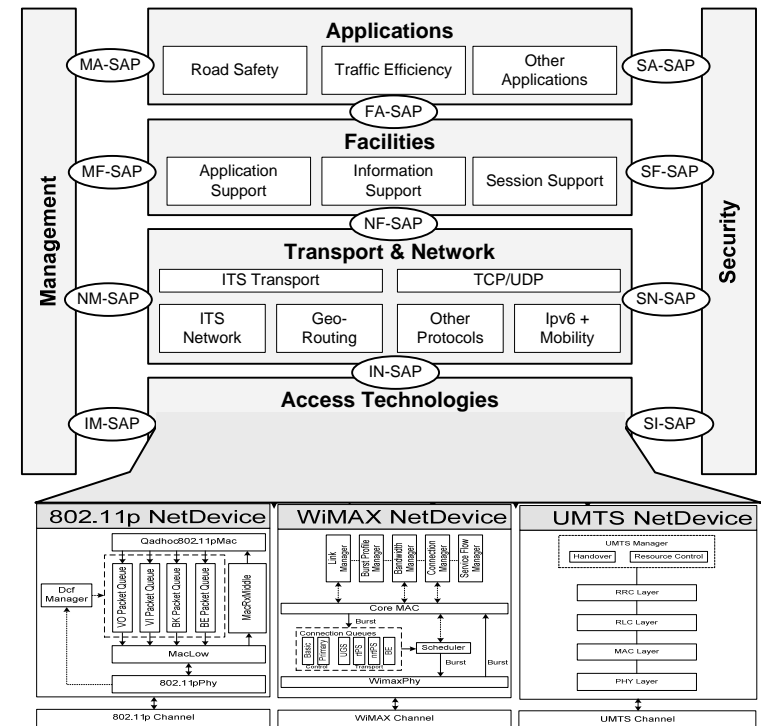 Applications
MA-SAP
Road Safety
Traffic Efficiency
Other
Applications
SA-SAP
FA-SAP
Facilities
MF-SAP
Application
Support
Information
Support
Session Support
SF-SAP
NF-SAP
Management
Security
Transport & Network
ITS Transport
TCP/UDP
NM-SAP
ITS
Network
Geo-
Routing
Other
Protocols
Ipv6 +
Mobility
SN-SAP
IN-SAP
Access Technologies
IM-SAP
SI-SAP
802.11p NetDevice
Qadhoc802.11pMac
Dcf
Manager
VO Packet Queue
VI Packet Queue
BK Packet Queue
BE Packet Queue
MacRxMiddle
MacLow
802.11pPhy
802.11p Channel
WiMAX NetDevice
Link
Manager
Burst Profile
Manager
Bandwidth
Manager
Connection
Manager
Service Flow
Manager
Core MAC
Burst
Connection Queues
Basic
Primary
UGS
rtPS
nrtPS
BE
Control
Transport
Scheduler
Burst
Burst
WimaxPhy
WiMAX Channel
UMTS NetDevice
UMTS Manager
Handover
Resource Control
RRC Layer
RLC Layer
MAC Layer
PHY Layer
UMTS Channel